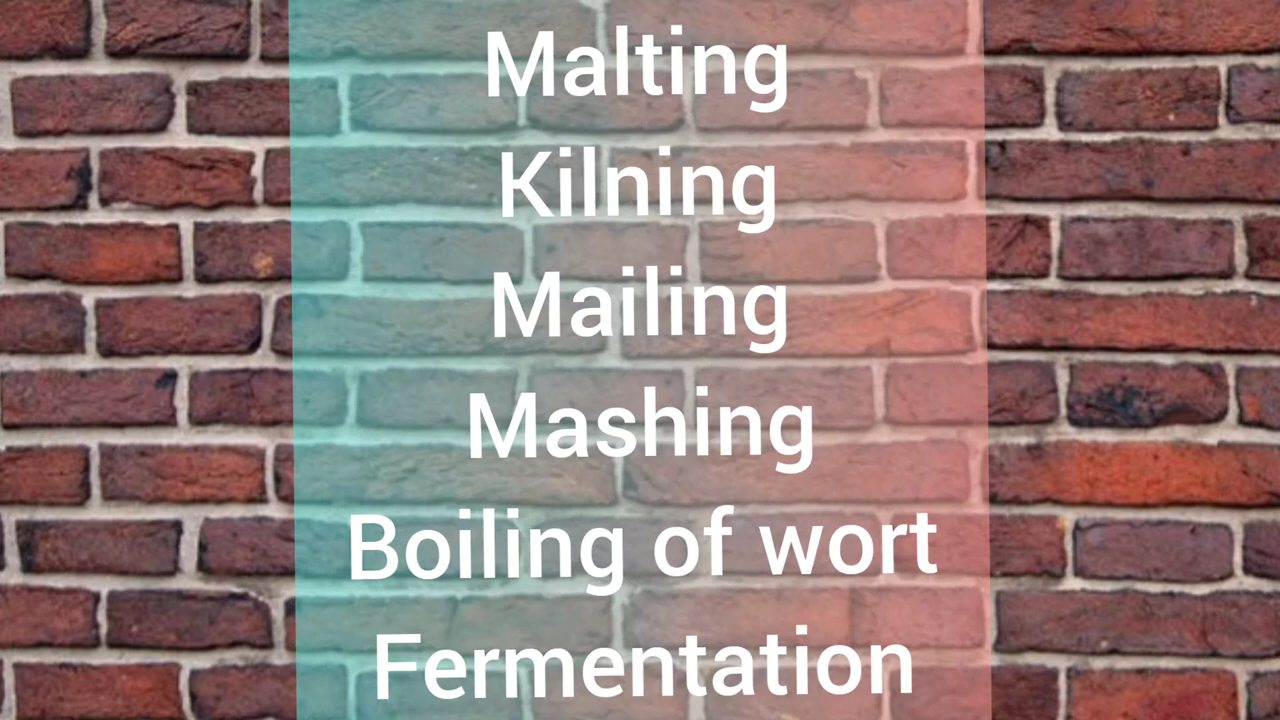 Malting
Kilning
Mailing
Mashing
Boiling of wort
Fermentation